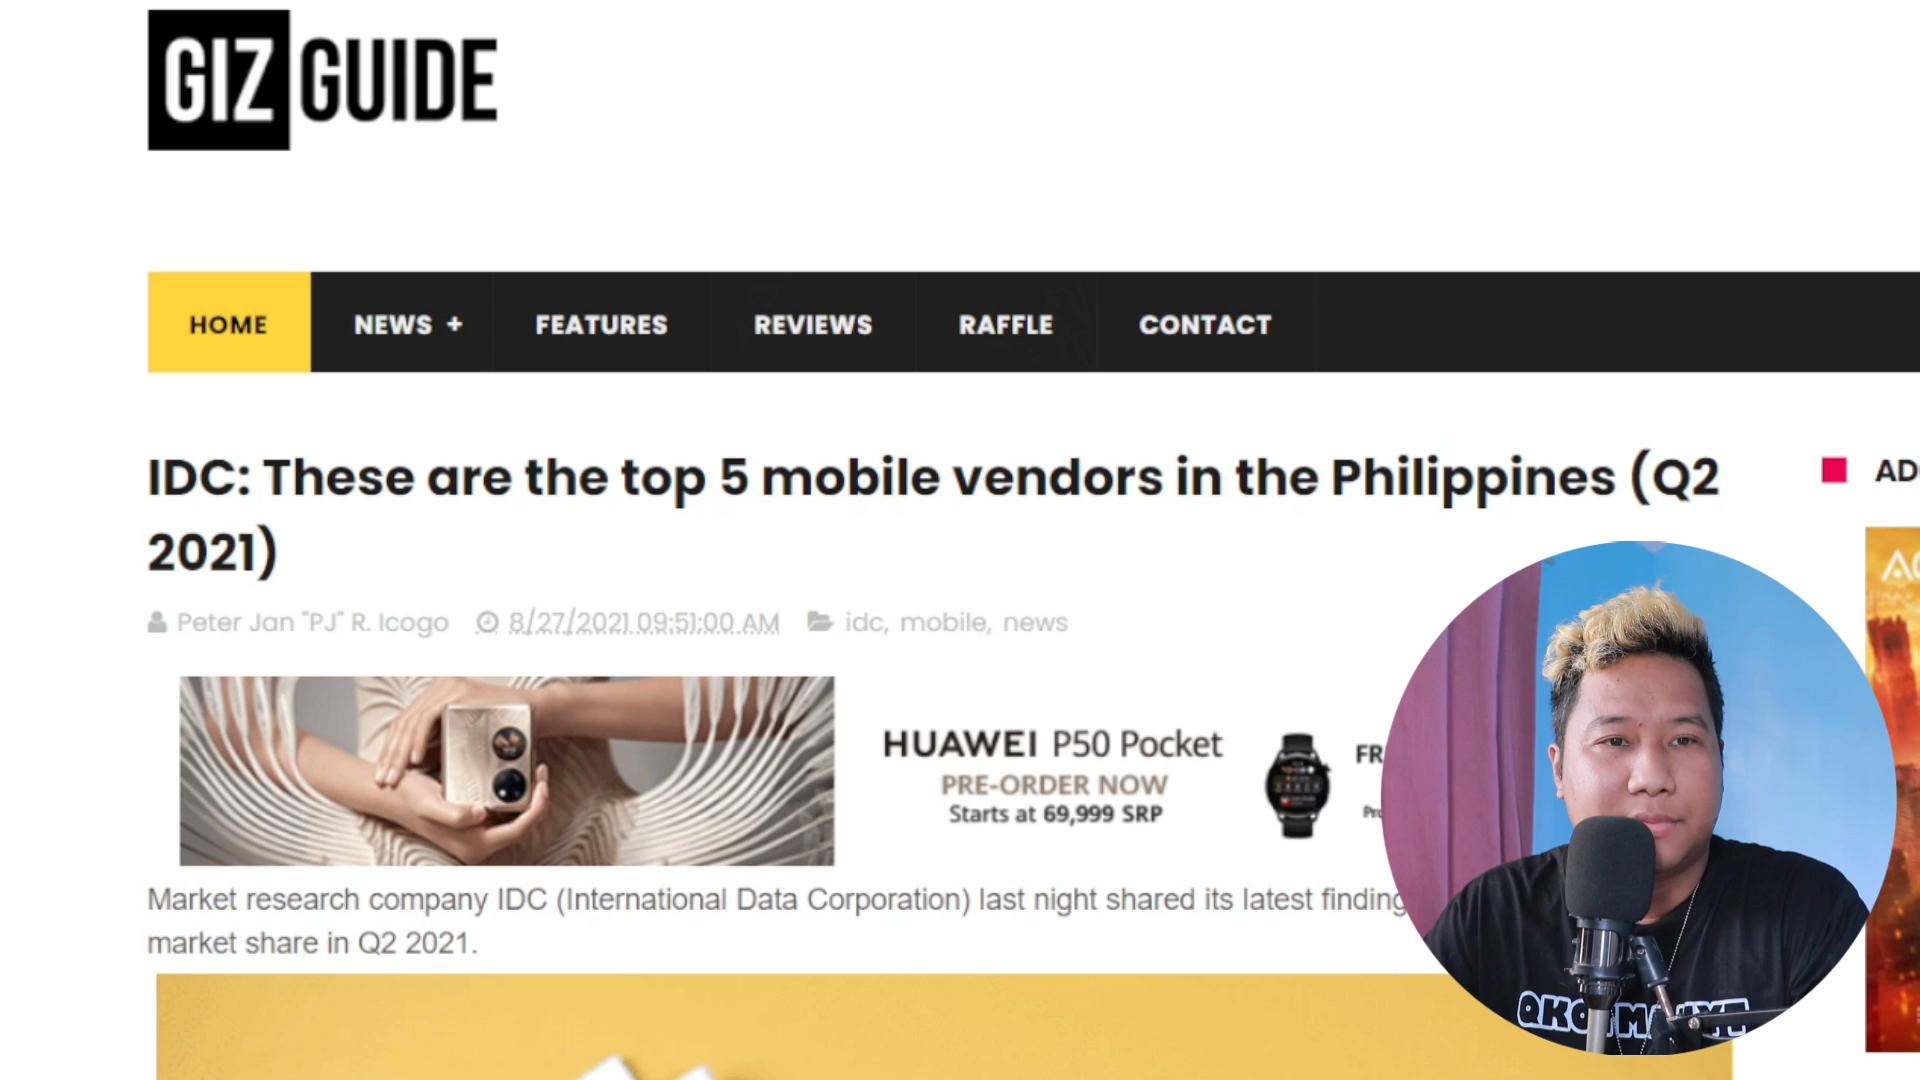 GIZ GUIDE
HOME NEWS + FEATURES REVIEWS RAFFLE CONTACT
IDC: These are the top 5 mobile vendors in the Philippines (Q2
2021)
AD
Peter Jan "PJ" R. Icogo 8/27/2021 09:51:00 AM idc, mobile, news
HUAWEI P50 Pocket
PRE-ORDER NOW
Starts at 69,999 SRP
FR
Market research company IDC (International Data Corporation) last night shared its latest finding
market share in Q2 2021.